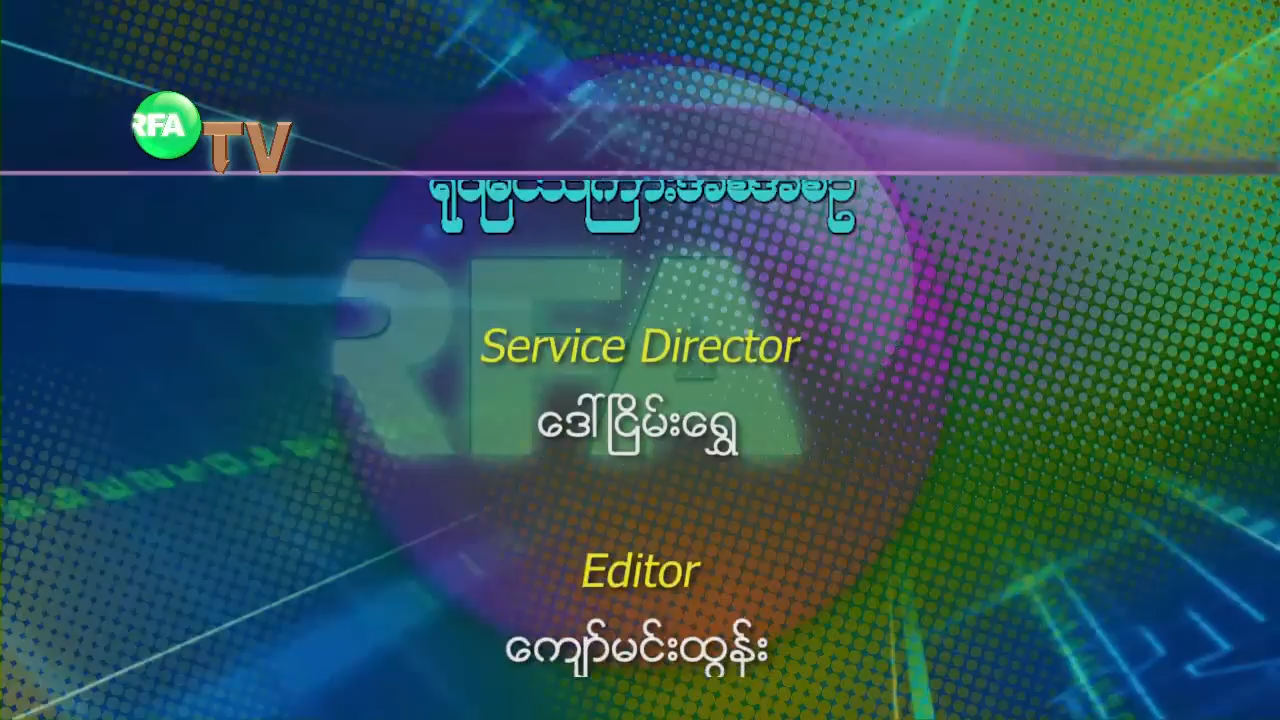 RFA TV
ရုပ်မြင်သံကြားအစီအစဉ်
RFA
Service Director
ဒေါ်ငြိမ်းရွှေ
Editor
ကျော်မင်းထွန်း